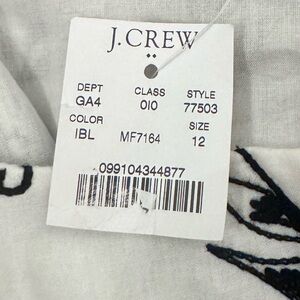 J.CREW
DEPT CLASS STYLE
GA4 010 77503
COLOR SIZE
IBL MF7164 12
099104344877